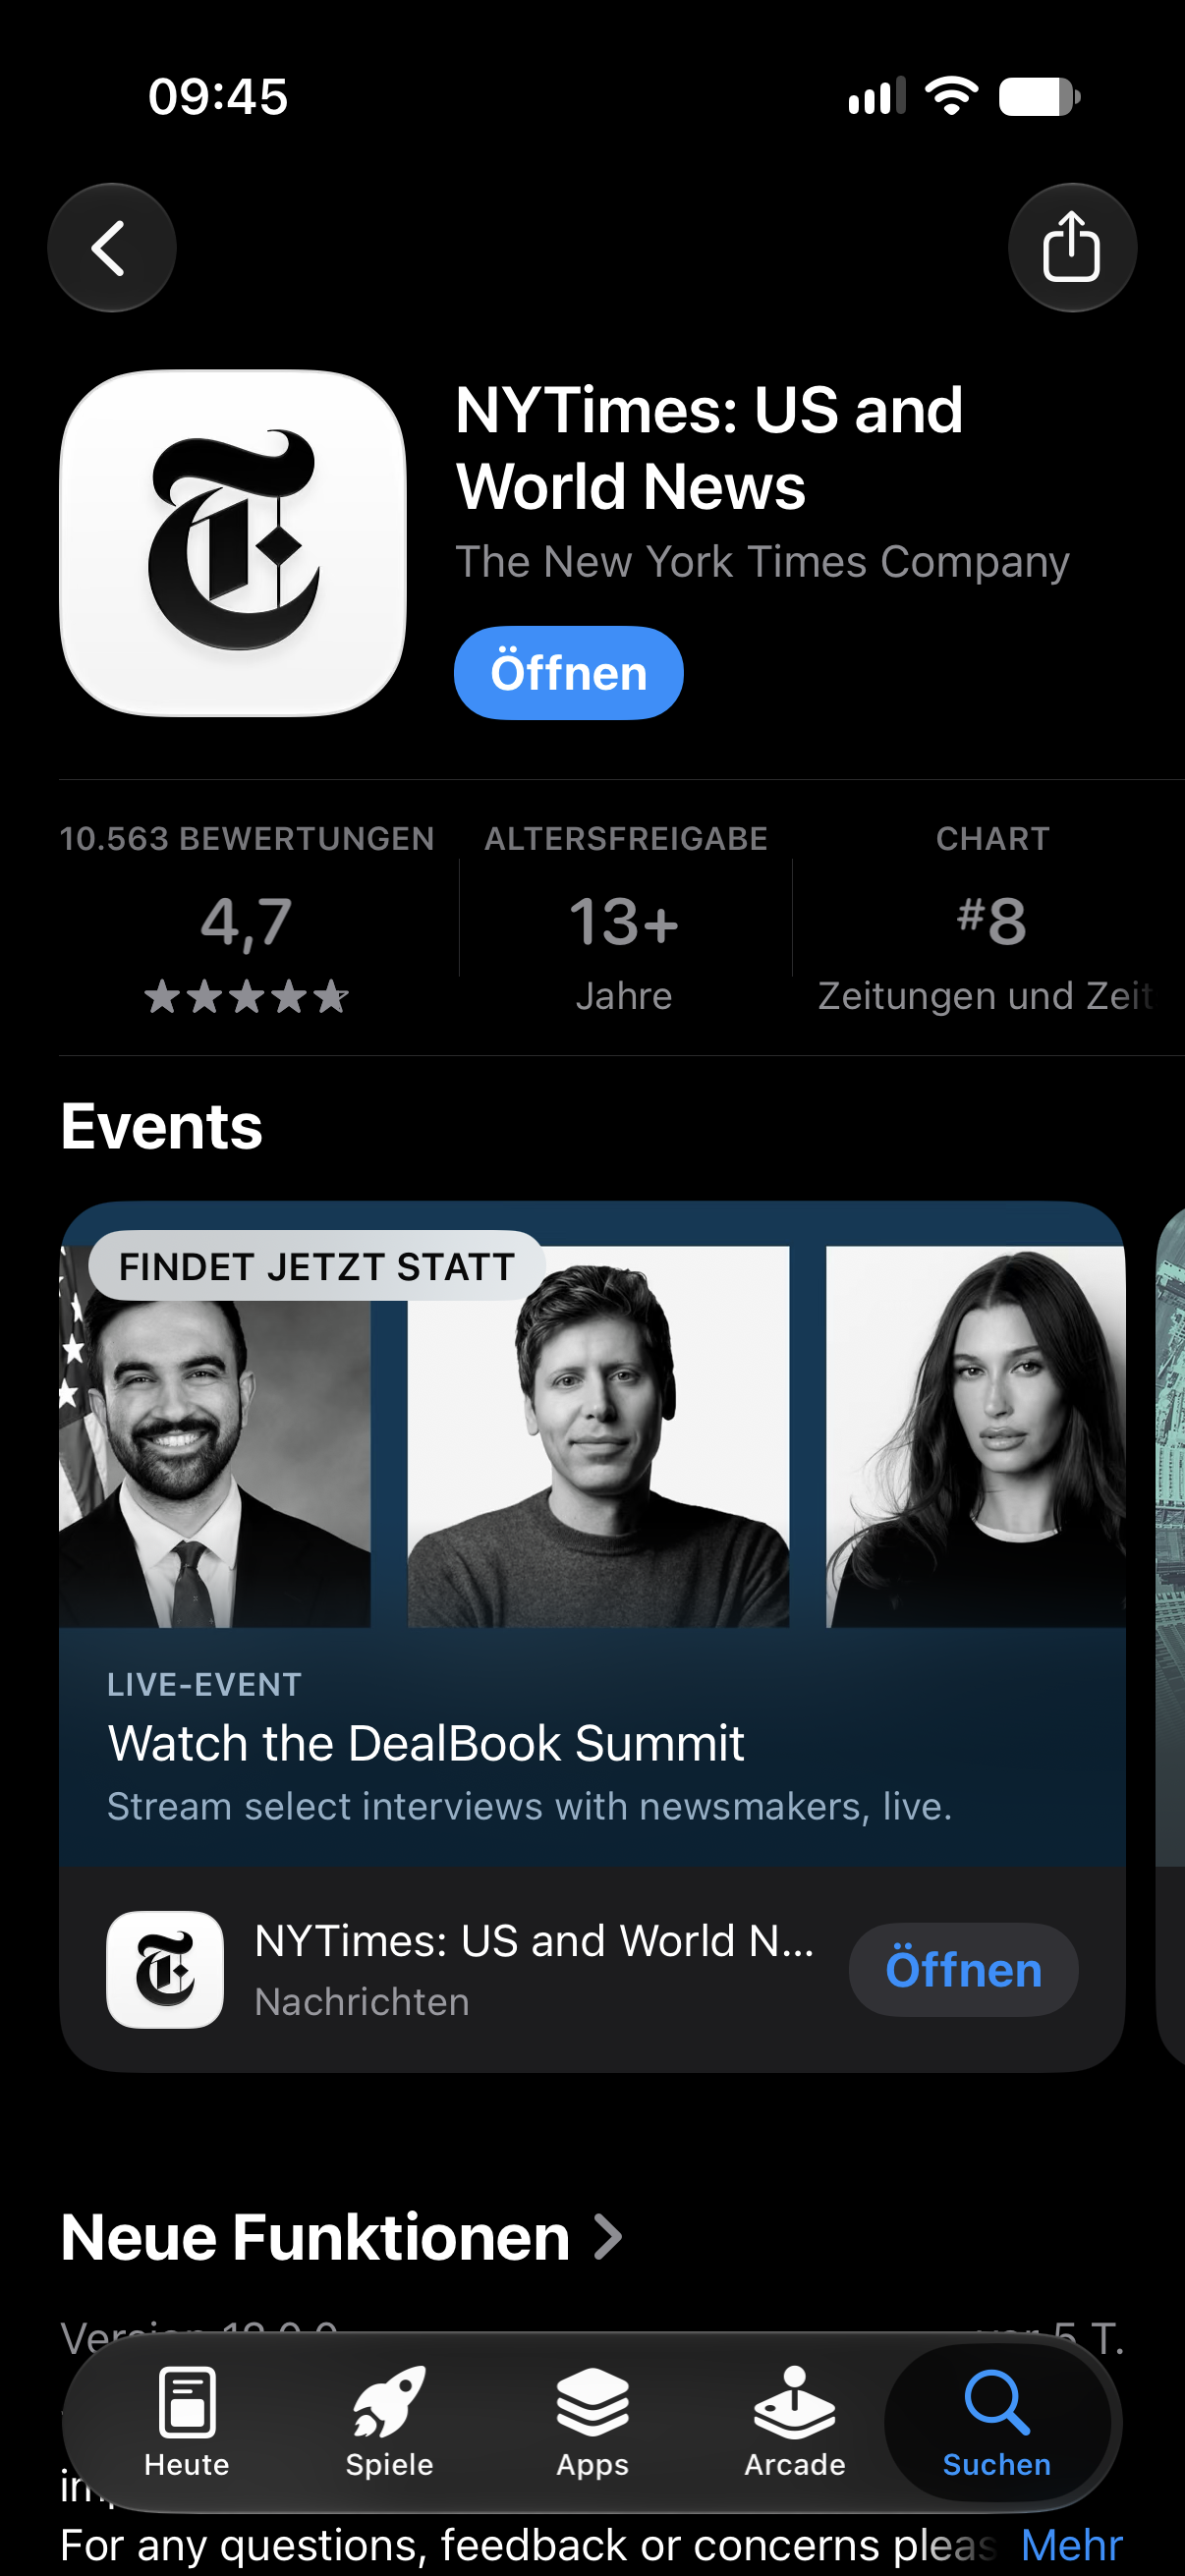 09:45
NYTimes: US and
World News
The New York Times Company
Öffnen
10.563 BEWERTUNGEN
4,7
ALTERSFREIGABE
13+
Jahre
CHART
#8
Zeitungen und Zeit
Events
FINDET JETZT STATT
LIVE-EVENT
Watch the DealBook Summit
Stream select interviews with newsmakers, live.
NYTimes: US and World N...
Nachrichten
Öffnen
Neue Funktionen
Version
vor 5 T.
Heute
Spiele
Apps
Arcade
Suchen
For any questions, feedback or concerns pleas
Mehr